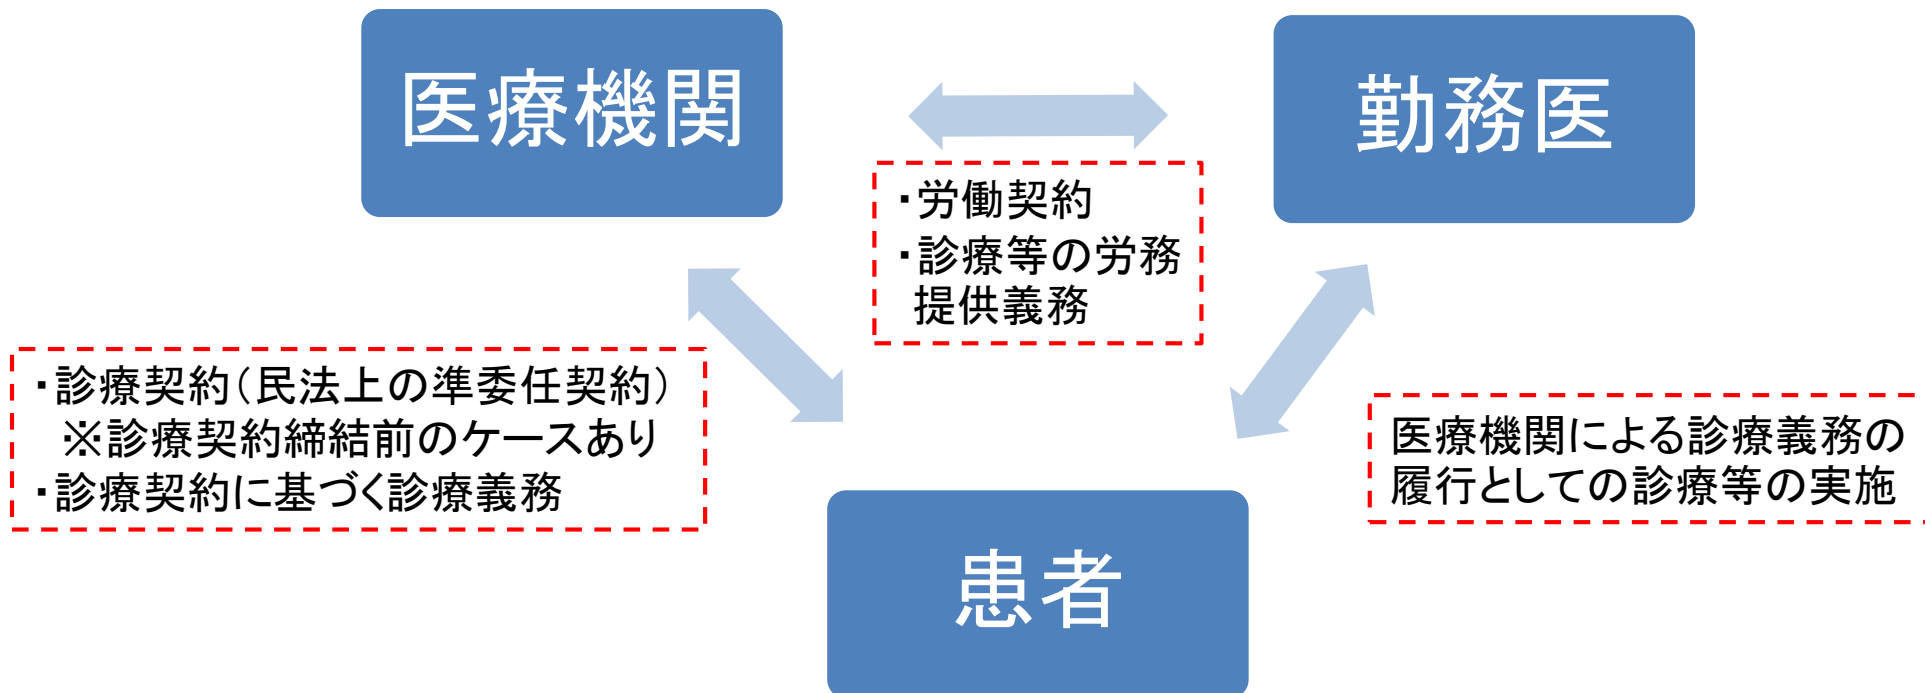 医療機関
勤務医
・労働契約
・診療等の労務
提供義務
・診療契約（民法上の準委任契約）
※診療契約締結前のケースあり
・診療契約に基づく診療義務
医療機関による診療義務の
履行としての診療等の実施
患者